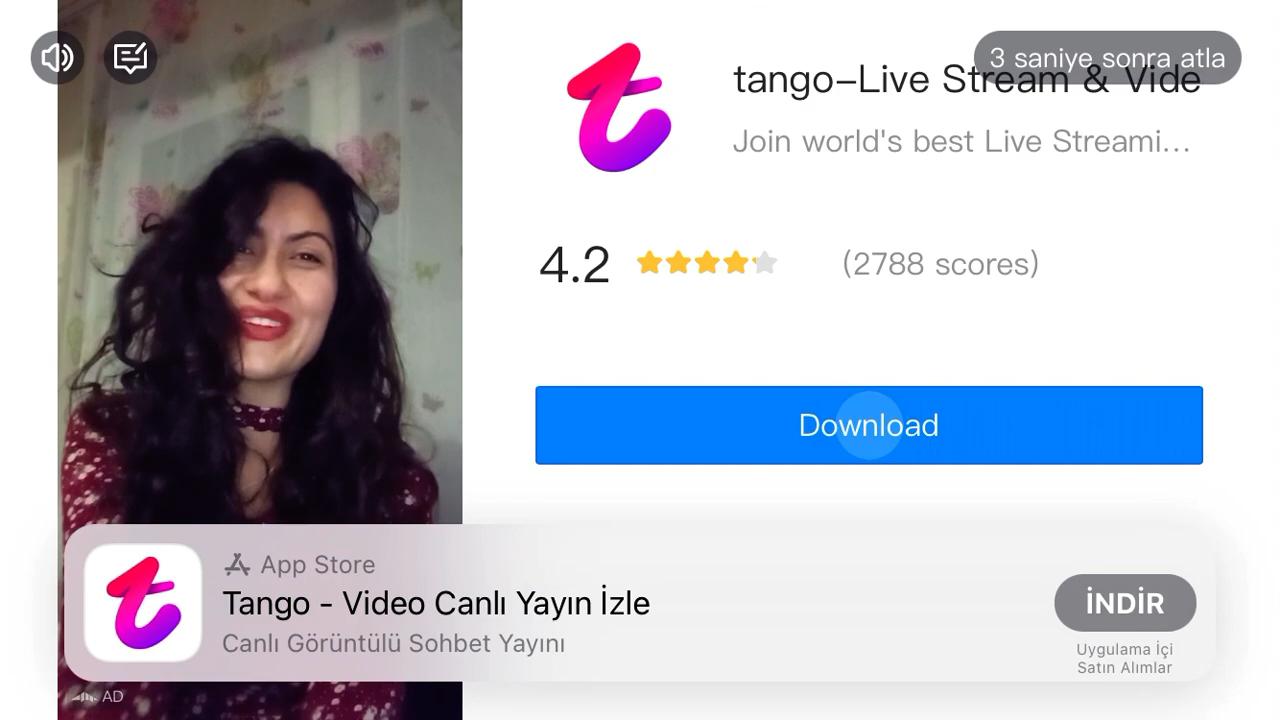 3 saniye sonra atla
tango-Live Stream & Vide
Join world's best Live Streami...
4.2
(2788 scores)
Download
App Store
Tango - Video Canlı Yayın İzle
Canlı Görüntülü Sohbet Yayını
İNDİR
Uygulama İçi
Satın Alımlar
AD